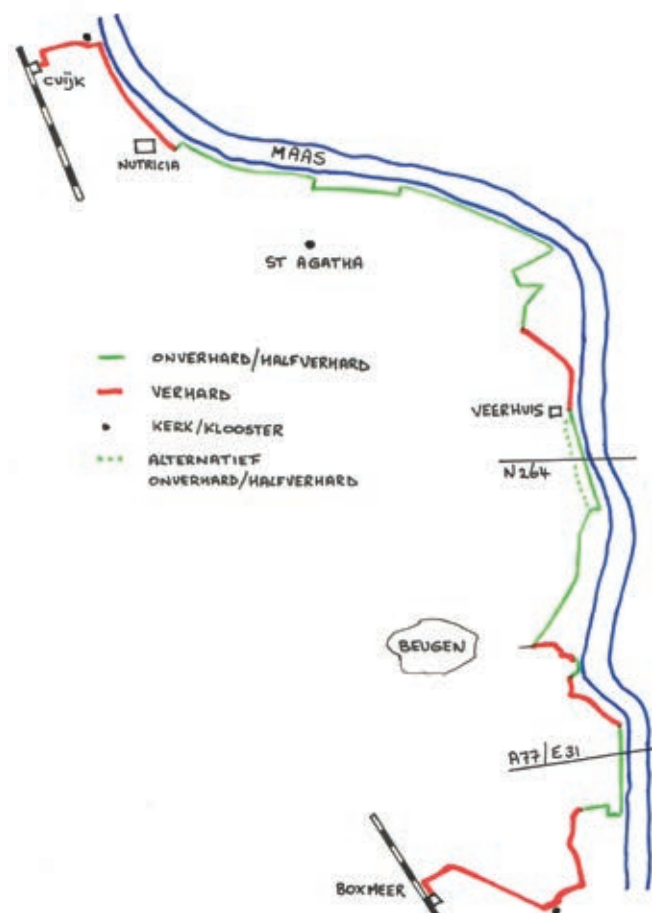 CUIJK
NUTRICIA
MAAS
ST AGATHA
ONVERHARD/HALFVERHARD
VERHARD
KERK/KLOOSTER
ALTERNATIEF
ONVERHARD/HALFVERHARD
VEERHUIS
N264
BEUGEN
A77/E31
BOXMEER